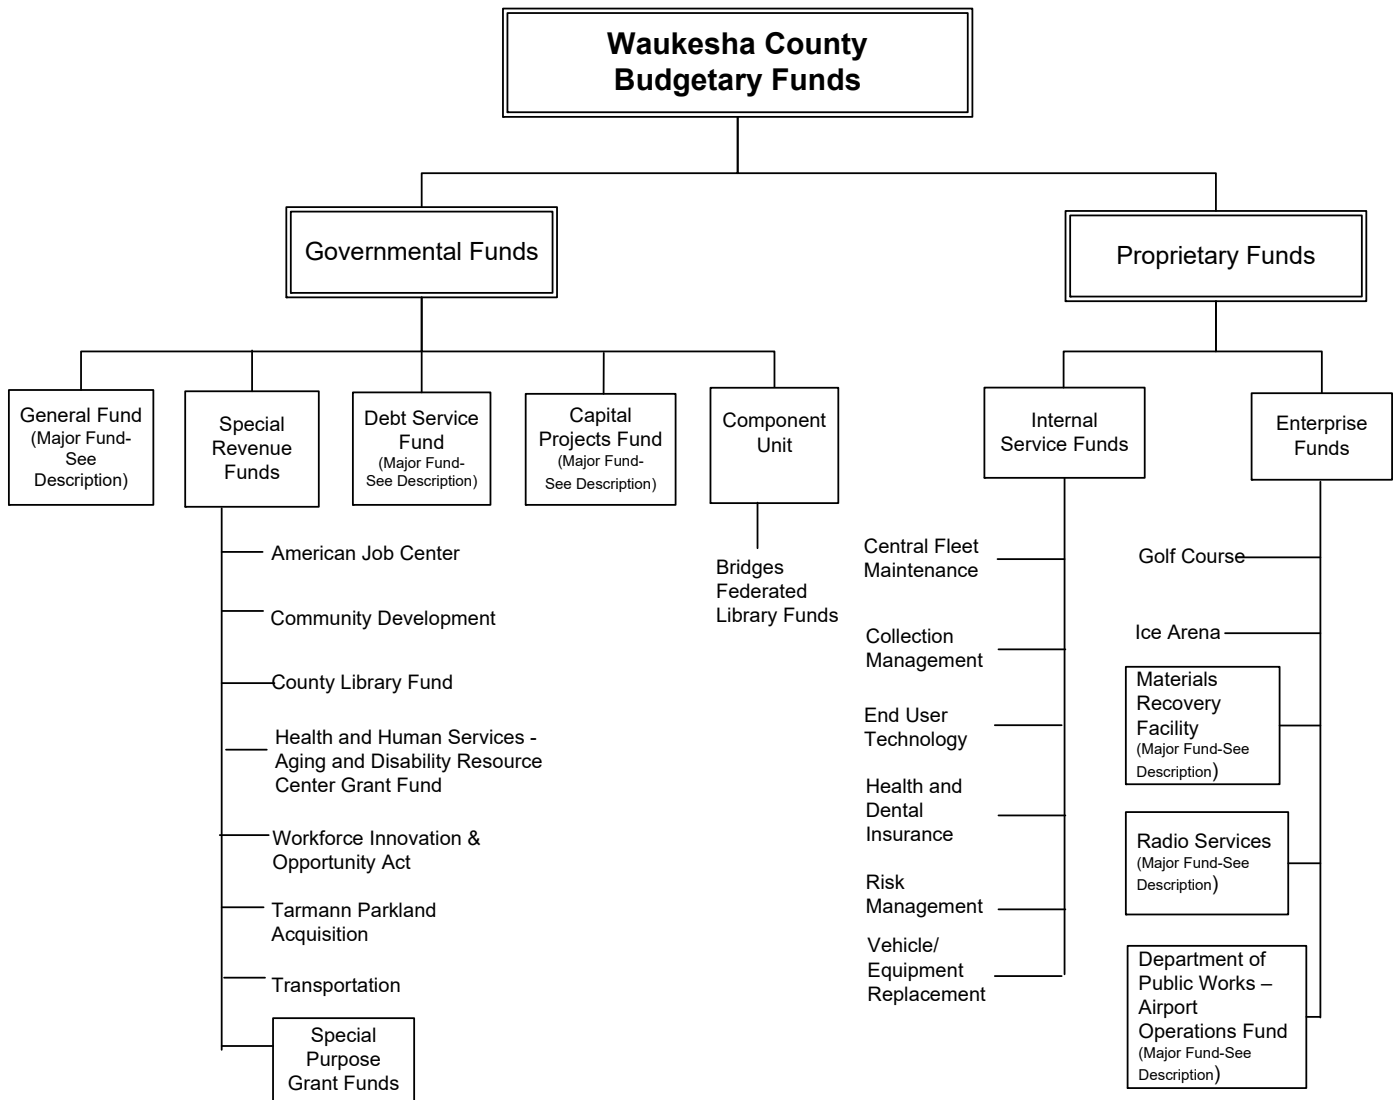 Waukesha County
Budgetary Funds
Governmental Funds
Proprietary Funds
General Fund
(Major Fund-
See
Description)
Special
Revenue
Funds
Debt Service
Fund
(Major Fund-
See Description)
Capital
Projects Fund
(Major Fund-
See Description)
Component
Unit
Internal
Service Funds
Enterprise
Funds
American Job Center
Community Development
County Library Fund
Health and Human Services -
Aging and Disability Resource
Center Grant Fund
Workforce Innovation &
Opportunity Act
Tarmann Parkland
Acquisition
Transportation
Special
Purpose
Grant Funds
Bridges
Federated
Library Funds
Central Fleet
Maintenance
Collection
Management
End User
Technology
Health and
Dental
Insurance
Risk
Management
Vehicle/
Equipment
Replacement
Golf Course
Ice Arena
Materials
Recovery
Facility
(Major Fund-See
Description)
Radio Services
(Major Fund-See
Description)
Department of
Public Works –
Airport
Operations Fund
(Major Fund-See
Description)